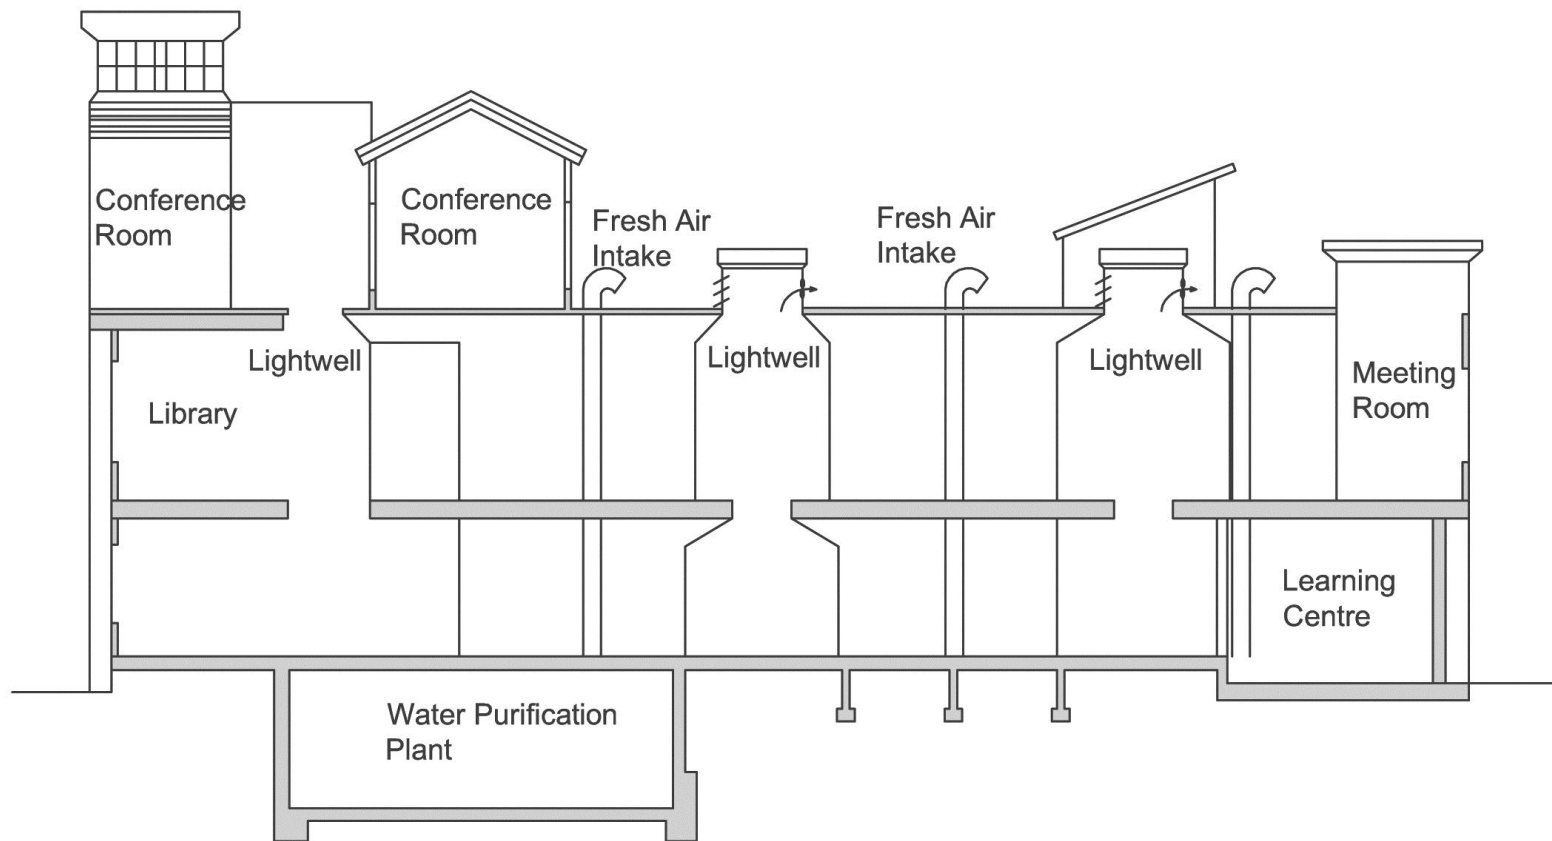 Conference
Room
Conference
Room
Fresh Air
Intake
Fresh Air
Intake
Lightwell
Lightwell
Lightwell
Library
Meeting
Room
Learning
Centre
Water Purification
Plant